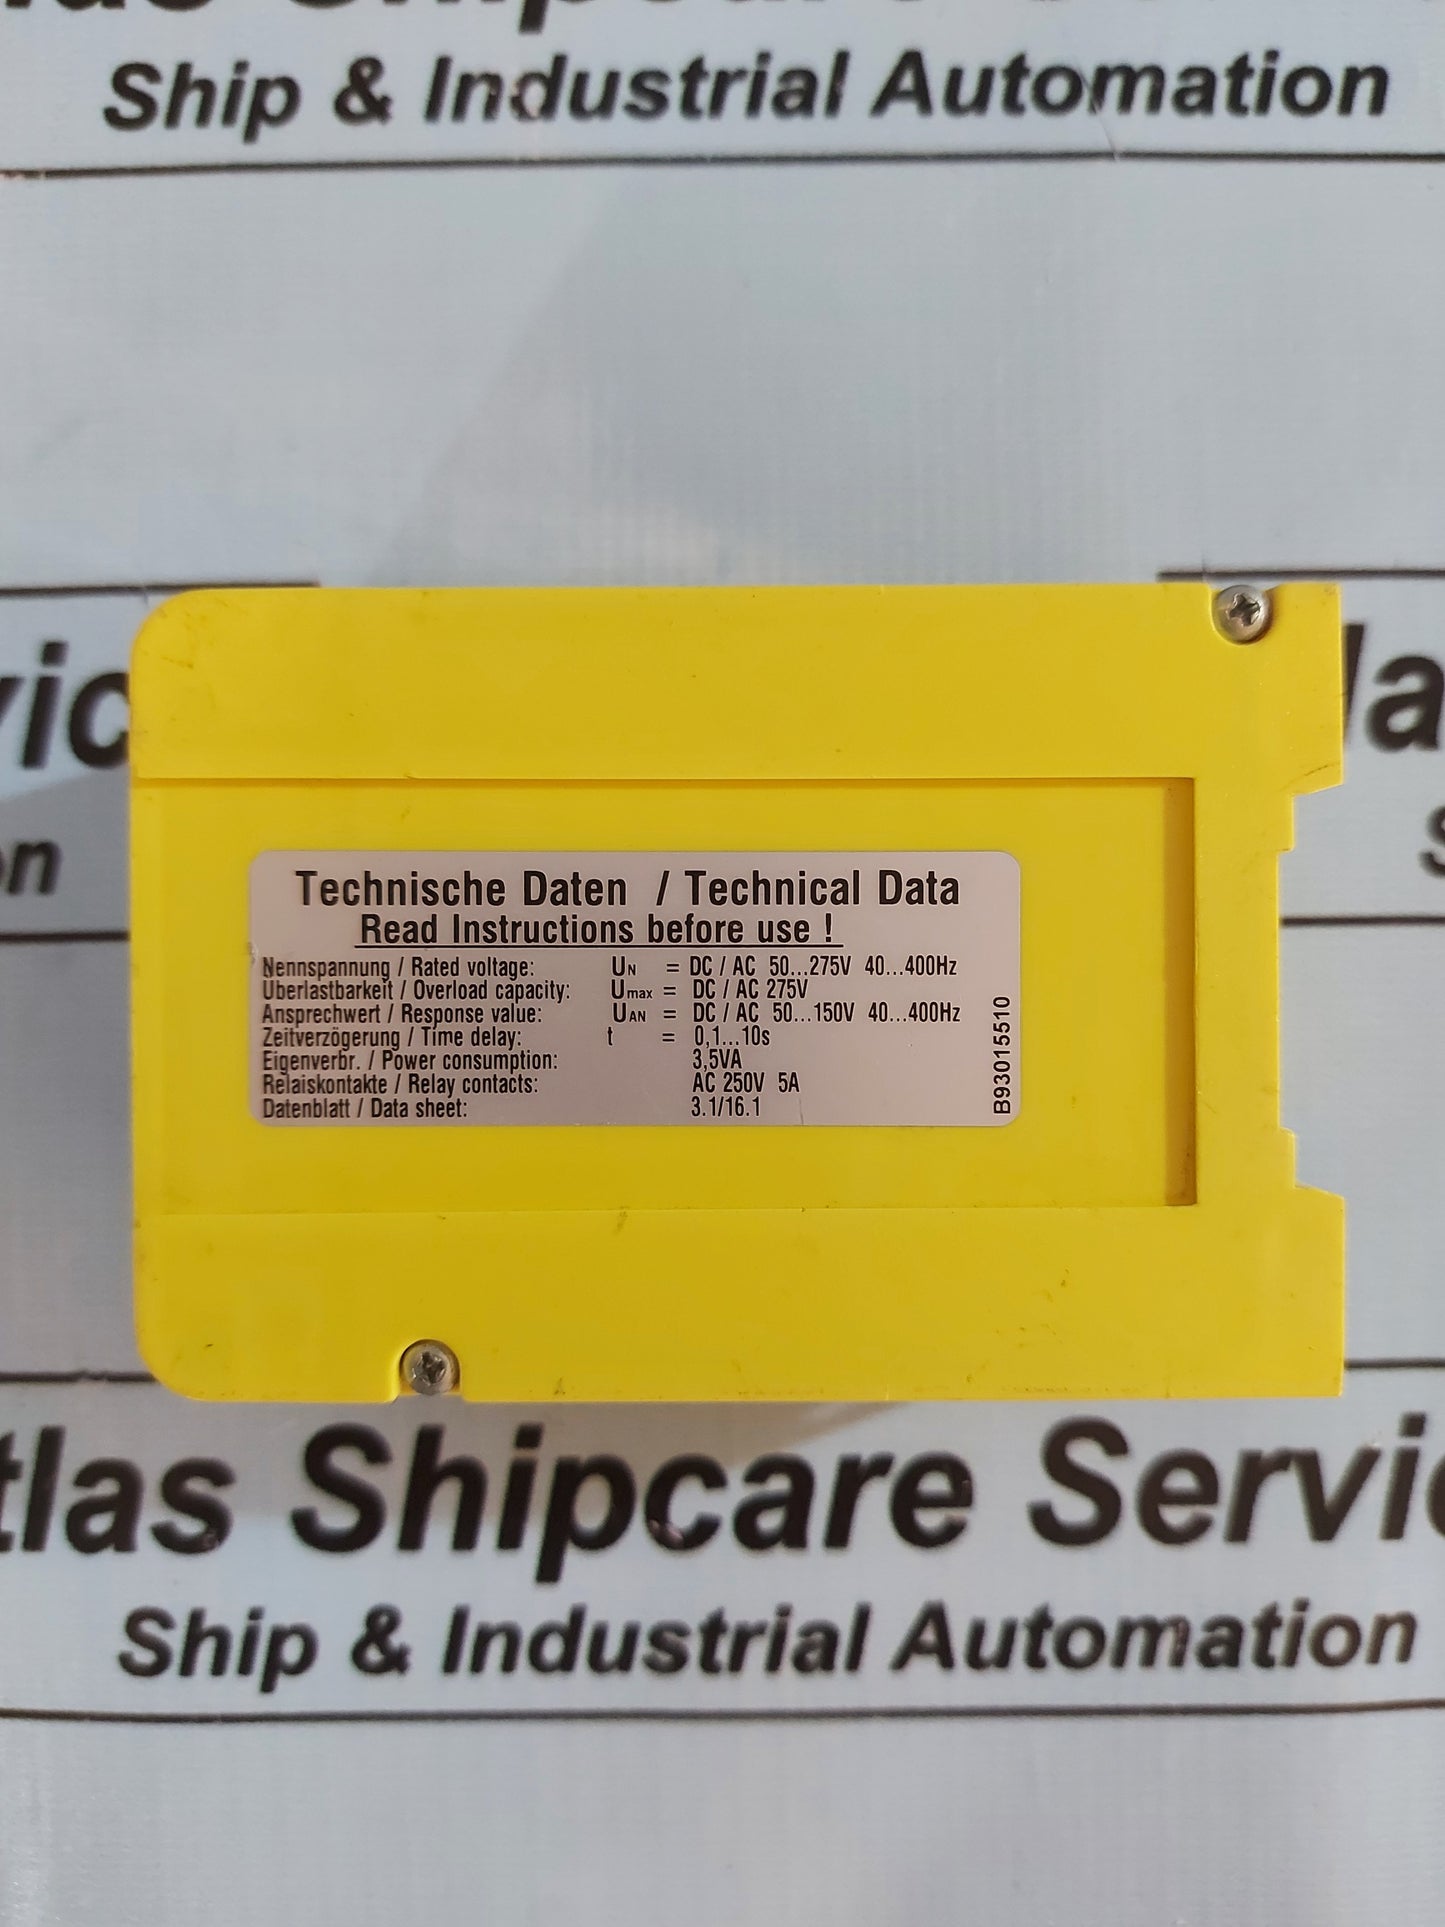 Ship & Industrial Automation
Technische Daten / Technical Data
Read Instructions before use !
Nennspannung / Rated voltage: UN = DC / AC 50...275V 40...400Hz
Überlastbarkeit / Overload capacity: Umax = DC / AC 275V
Ansprechwert / Response value: UAN = DC / AC 50...150V 40...400Hz
Zeitverzögerung / Time delay: t = 0,1...10s
Eigenverbr. / Power consumption: 3,5VA
Relaiskontakte / Relay contacts: AC 250V 5A
Datenblatt / Data sheet: 3.1/16.1
B93015510
tlas Shipcare Servic
Ship & Industrial Automation